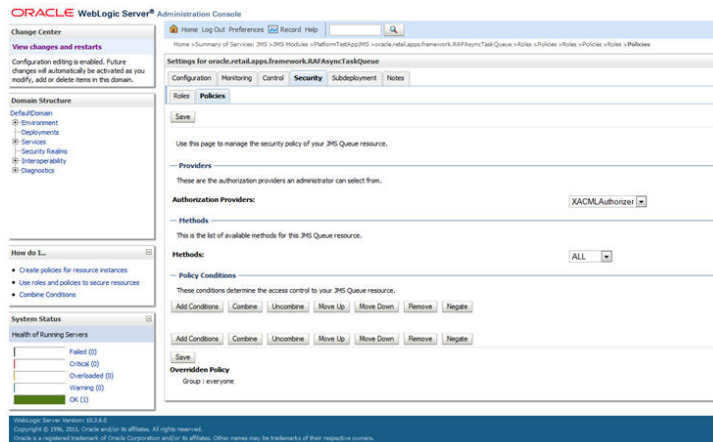 ORACLE WebLogic Server® Administration Console
Change Center
View changes and restarts
Configuration editing is enabled. Future
changes will automatically be activated as you
modify, add or delete items in this domain.
Domain Structure
DefaultDomain
Environment
Deployments
Services
Security Realms
Interoperability
Diagnostics
How do I...
Create policies for resource instances
Use roles and policies to secure resources
Combine Conditions
System Status
Health of Running Servers
Failed (0)
Critical (0)
Overloaded (0)
Warning (0)
OK (1)
Home Log Out Preferences Record Help
Home >Summary of Services: JMS >JMS Modules >PlatformTestAppJMS >oracle.retail.apps.framework.RAFAsyncTaskQueue >Roles >Policies >Roles >Policies >Roles >Policies
Settings for oracle.retail.apps.framework.RAFAsyncTaskQueue
Configuration Monitoring Control Security Subdeployment Notes
Roles Policies
Save
Use this page to manage the security policy of your JMS Queue resource.
Providers
These are the authorization providers an administrator can select from.
Authorization Providers: XACMLAuthorizer
Methods
This is the list of available methods for this JMS Queue resource.
Methods: ALL
Policy Conditions
These conditions determine the access control to your JMS Queue resource.
Add Conditions Combine Uncombine Move Up Move Down Remove Negate
Add Conditions Combine Uncombine Move Up Move Down Remove Negate
Save
Overridden Policy
Group : everyone
WebLogic Server Version: 10.3.6.0
Copyright © 1996, 2011, Oracle and/or its affiliates. All rights reserved.
Oracle is a registered trademark of Oracle Corporation and/or its affiliates. Other names may be trademarks of their respective owners.